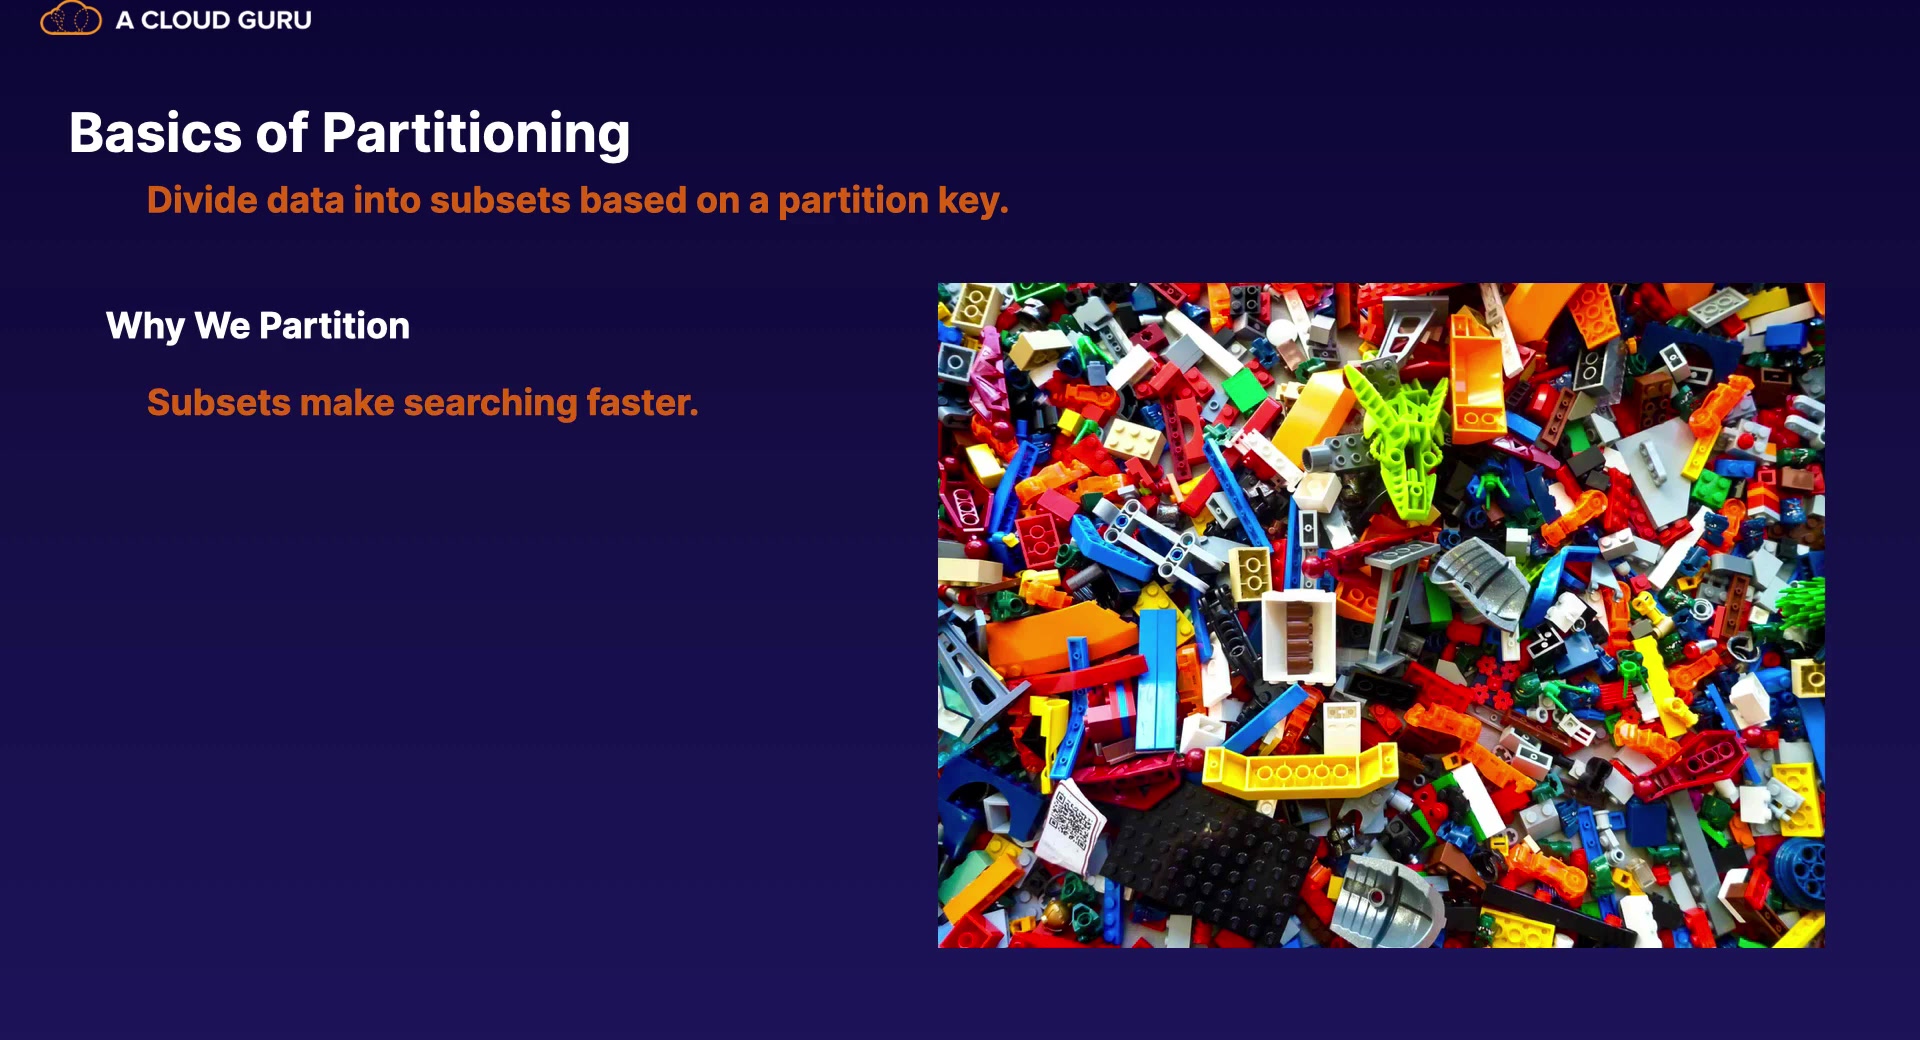 A CLOUD GURU
Basics of Partitioning
Divide data into subsets based on a partition key.
Why We Partition
Subsets make searching faster.